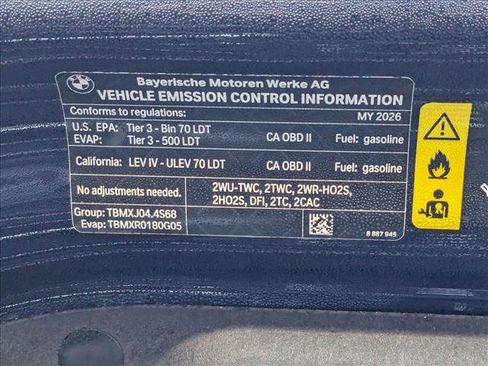 BMW
Bayerische Motoren Werke AG
VEHICLE EMISSION CONTROL INFORMATION
Conforms to regulations: MY 2026
U.S. EPA: Tier 3 - Bin 70 LDT CA OBD II Fuel: gasoline
EVAP: Tier 3 - 500 LDT
California: LEV IV - ULEV 70 LDT CA OBD II Fuel: gasoline
No adjustments needed.
2WU-TWC, 2TWC, 2WR-HO2S,
2HO2S, DFI, 2TC, 2CAC
Group: TBMXJ04.4S68
Evap: TBMXR0180G05
8 887 945